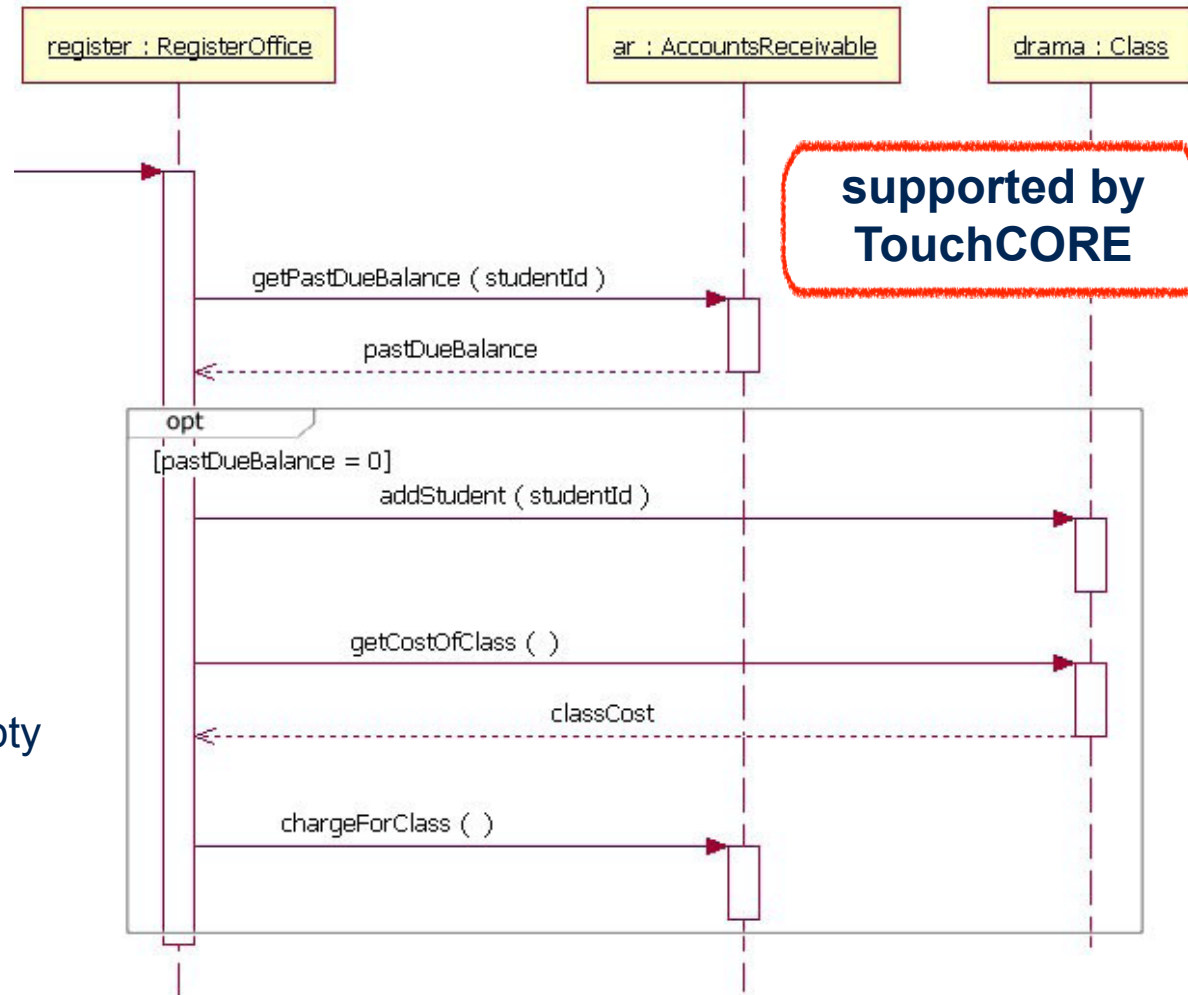 register : RegisterOffice
ar : AccountsReceivable
drama : Class
supported by
TouchCORE
getPastDueBalance ( studentId )
pastDueBalance
opt
[pastDueBalance = 0]
addStudent ( studentId )
getCostOfClass ( )
classCost
chargeForClass ( )